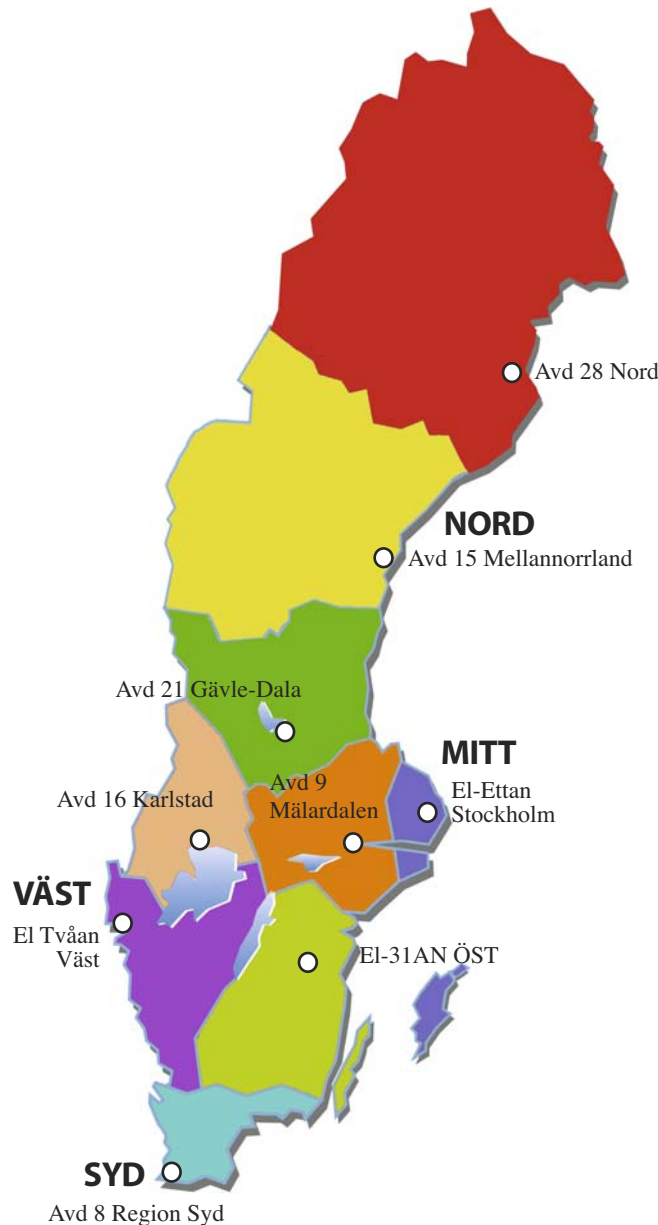 Avd 28 Nord
NORD
Avd 15 Mellannorrland
Avd 21 Gävle-Dala
MITT
Avd 9
Mälardalen
El-Ettan
Stockholm
Avd 16 Karlstad
VÄST
El Tvåan
Väst
El-31AN ÖST
SYD
Avd 8 Region Syd